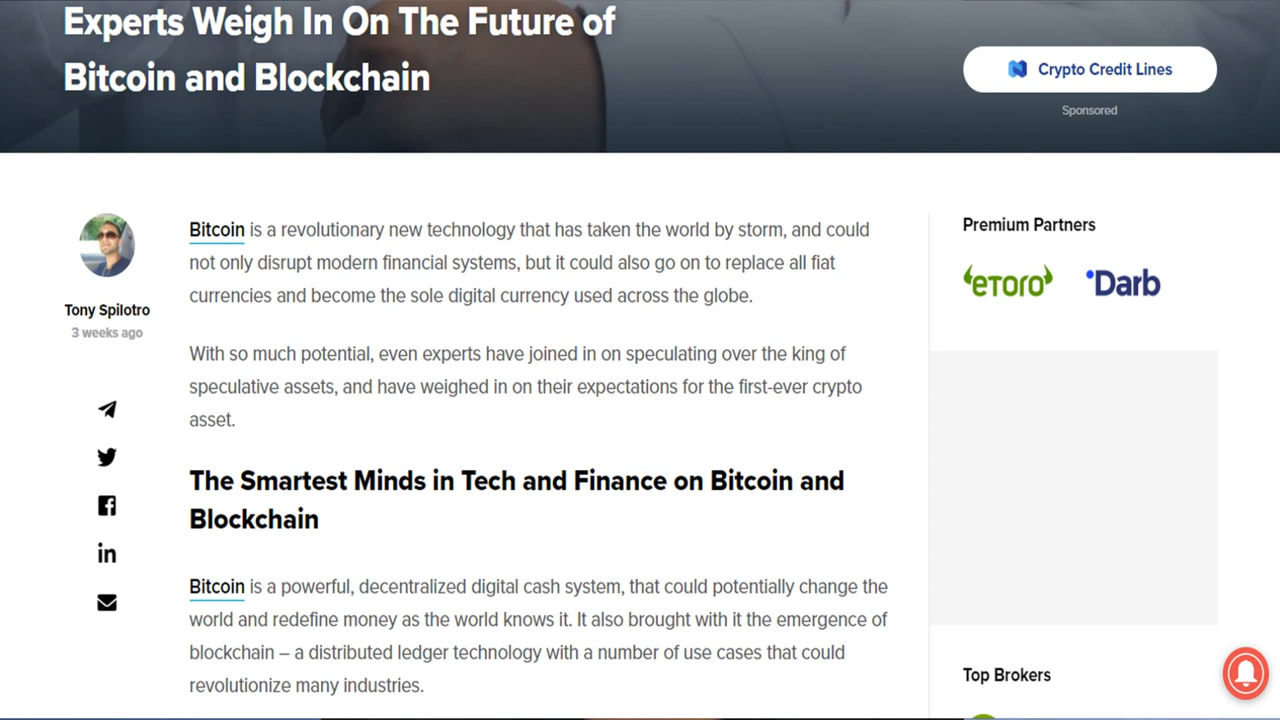 Experts Weigh In On The Future of
Bitcoin and Blockchain
Crypto Credit Lines
Sponsored
Tony Spilotro
3 weeks ago
Bitcoin is a revolutionary new technology that has taken the world by storm, and could
not only disrupt modern financial systems, but it could also go on to replace all fiat
currencies and become the sole digital currency used across the globe.
With so much potential, even experts have joined in on speculating over the king of
speculative assets, and have weighed in on their expectations for the first-ever crypto
asset.
The Smartest Minds in Tech and Finance on Bitcoin and
Blockchain
Bitcoin is a powerful, decentralized digital cash system, that could potentially change the
world and redefine money as the world knows it. It also brought with it the emergence of
blockchain – a distributed ledger technology with a number of use cases that could
revolutionize many industries.
Premium Partners
eToro Darb
Top Brokers